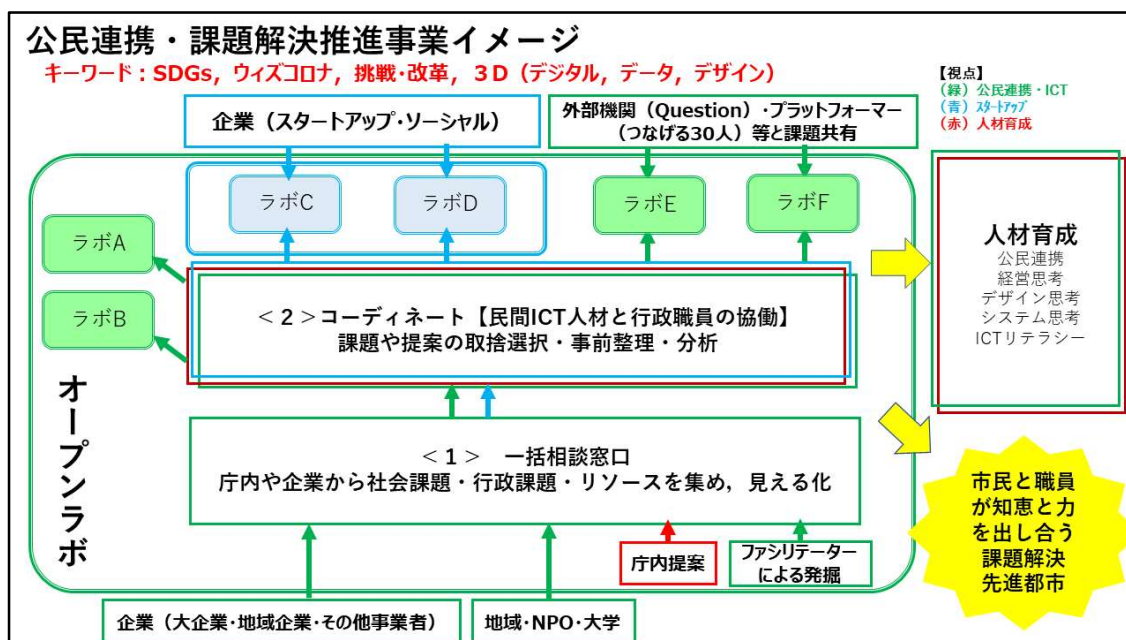 公民連携・課題解決推進事業イメージ
キーワード：SDGs，ウィズコロナ，挑戦・改革，３D（デジタル，データ，デザイン）
【視点】
（緑）公民連携・ICT
（青）スタートアップ
（赤）人材育成
企業（スタートアップ・ソーシャル）
外部機関（Question）・プラットフォーマー
（つなげる30人）等と課題共有
ラボC
ラボD
ラボE
ラボF
ラボA
ラボB
＜２＞コーディネート【民間ICT人材と行政職員の協働】
課題や提案の取捨選択・事前整理・分析
人材育成
公民連携
経営思考
デザイン思考
システム思考
ICTリテラシー
オープンラボ
＜１＞　一括相談窓口
庁内や企業から社会課題・行政課題・リソースを集め，見える化
市民と職員
が知恵と力
を出し合う
課題解決
先進都市
庁内提案
ファシリテーター
による発掘
企業（大企業・地域企業・その他事業者）
地域・NPO・大学